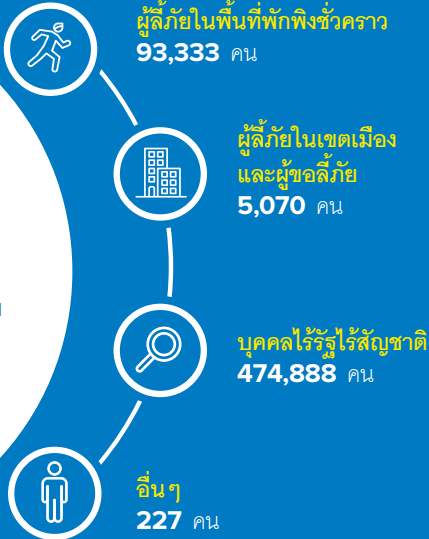 ผู้ลี้ภัยในพื้นที่พักพิงชั่วคราว
93,333 คน
ผู้ลี้ภัยในเขตเมือง
และผู้ขอลี้ภัย
5,070 คน
บุคคลไร้รัฐไร้สัญชาติ
474,888 คน
อื่นๆ
227 คน